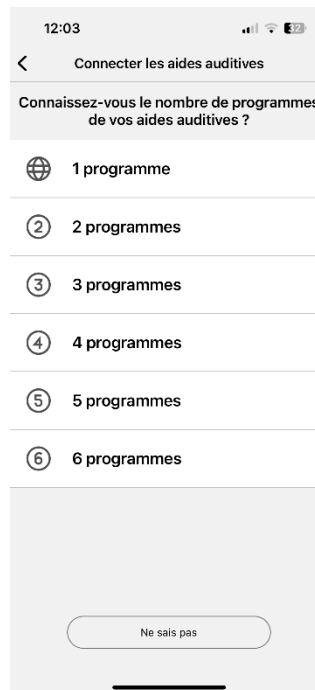 12:03
32
Connecter les aides auditives
Connaissez-vous le nombre de programmes
de vos aides auditives ?
1 programme
2
2 programmes
3
3 programmes
4
4 programmes
5
5 programmes
6
6 programmes
Ne sais pas